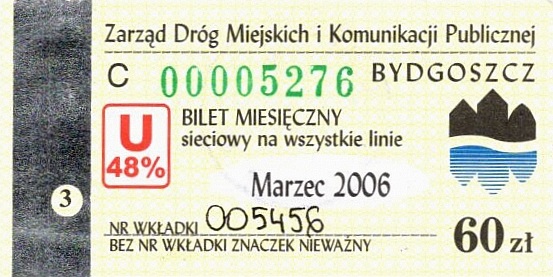 Zarząd Dróg Miejskich i Komunikacji Publicznej
C 00005276 BYDGOSZCZ
U
48%
BILET MIESIĘCZNY
sieciowy na wszystkie linie
Marzec 2006
3
NR WKŁADKI 005456
BEZ NR WKŁADKI ZNACZEK NIEWAŻNY
60 zł